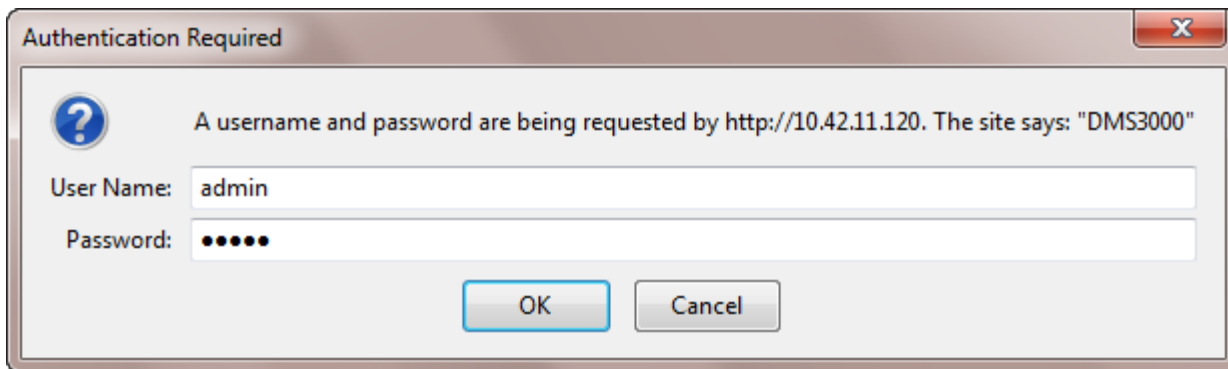 Authentication Required
A username and password are being requested by http://10.42.11.120. The site says: "DMS3000"
User Name: admin
Password: •••••
OK Cancel